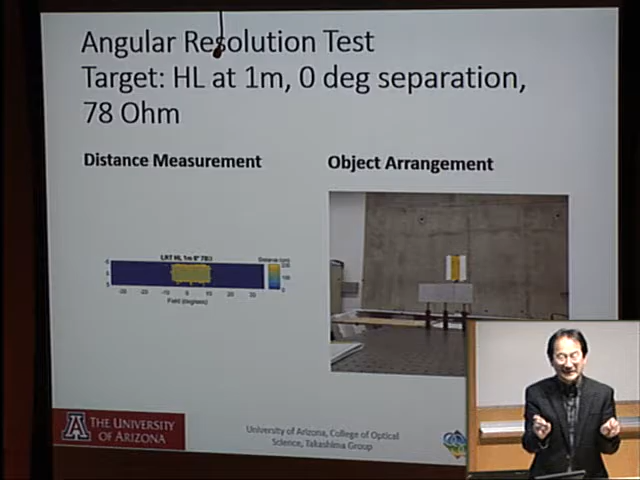 Angular Resolution Test
Target: HL at 1m, 0 deg separation,
78 Ohm
Distance Measurement
Object Arrangement
Field (degrees)
THE UNIVERSITY
OF ARIZONA
University of Arizona, College of Optical
Science, Takashima Group